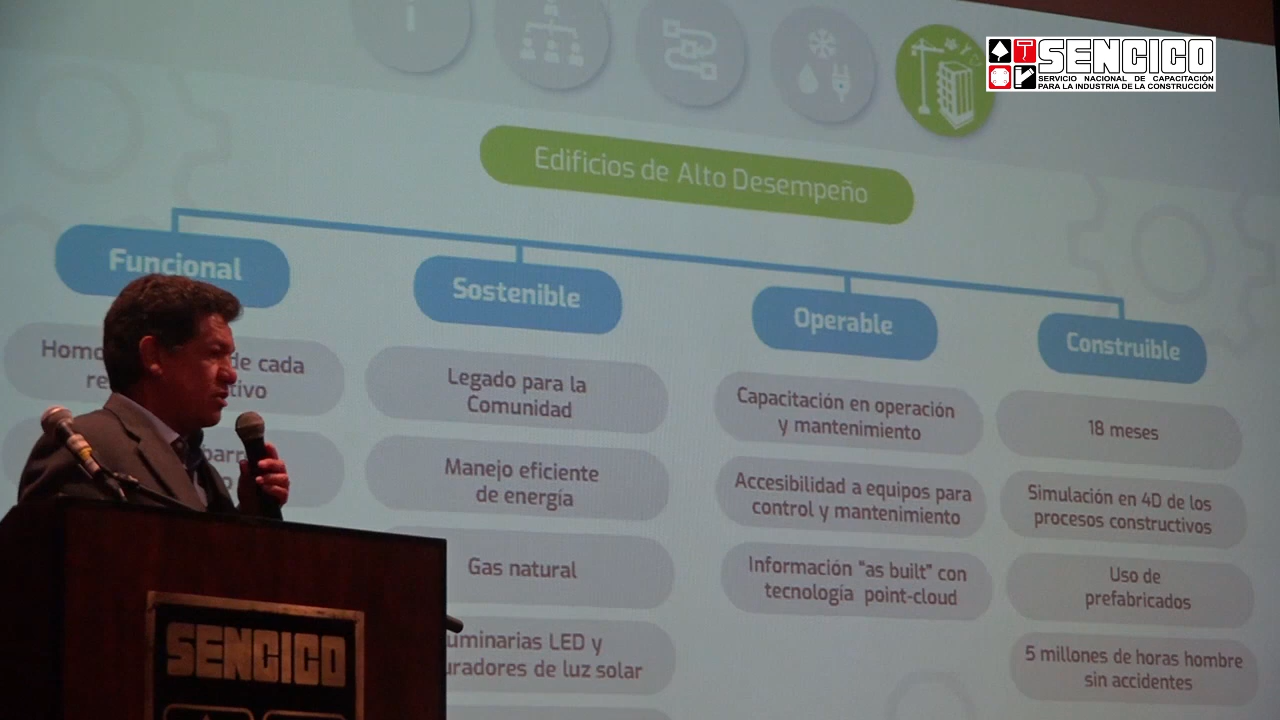 SENCICO
SERVICIO NACIONAL DE CAPACITACIÓN
PARA LA INDUSTRIA DE LA CONSTRUCCIÓN
Edificios de Alto Desempeño
Funcional
Sostenible
Operable
Construible
de cada
Legado para la
Comunidad
Manejo eficiente
de energía
Gas natural
LED y
de luz solar
Capacitación en operación
y mantenimiento
Accesibilidad a equipos para
control y mantenimiento
Información "as built" con
tecnología point-cloud
18 meses
Simulación en 4D de los
procesos constructivos
Uso de
prefabricados
5 millones de horas hombre
sin accidentes
SENCICO